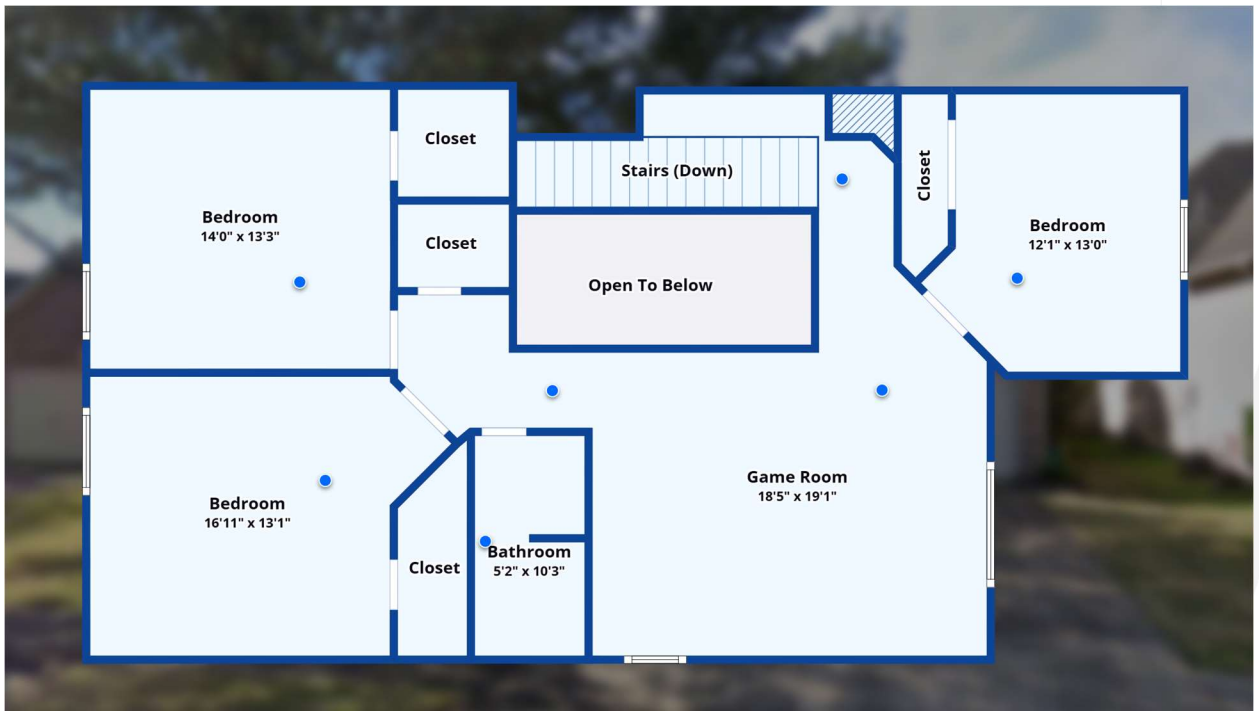 Closet
Stairs (Down)
Closet
Bedroom
14'0" x 13'3"
Bedroom
12'1" x 13'0"
Closet
Open To Below
Game Room
18'5" x 19'1"
Bedroom
16'11" x 13'1"
Bathroom
5'2" x 10'3"
Closet